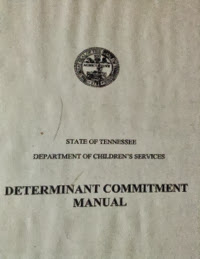 STATE OF TENNESSEE
DEPARTMENT OF CHILDREN'S SERVICES
DETERMINANT COMMITMENT
MANUAL